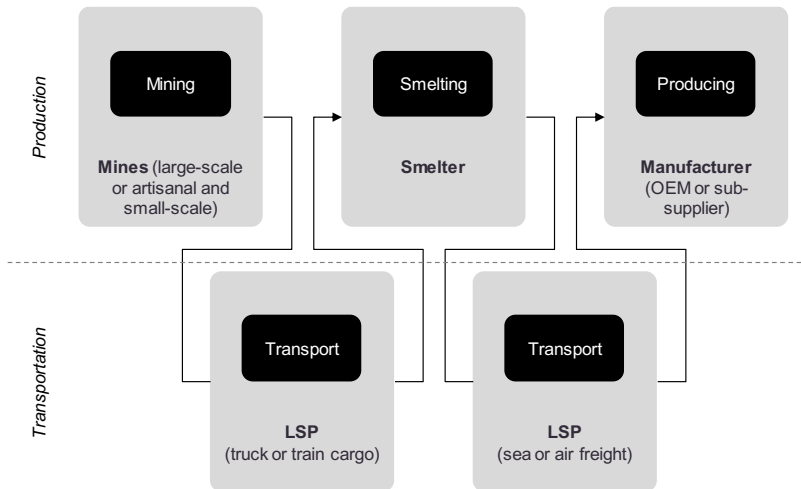 Production
Mining
Mines (large-scale
or artisanal and
small-scale)
Smelting
Smelter
Producing
Manufacturer
(OEM or sub-
supplier)
Transportation
Transport
LSP
(truck or train cargo)
Transport
LSP
(sea or air freight)